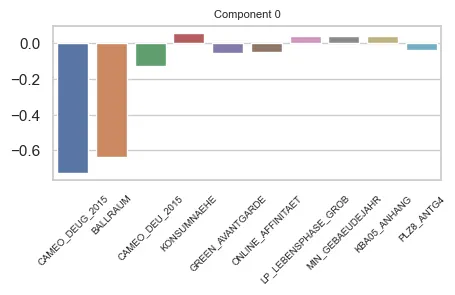 Component 0
0.0
−0.2
−0.4
−0.6
CAMEO_DEUG_2015
BALLRAUM
CAMEO_DEU_2015
KONSUMNAEHE
GREEN_AVANTGARDE
ONLINE_AFFINITAET
LP_LEBENSPHASE_GROB
MIN_GEBAEUDEJAHR
KBA05_ANHANG
PLZ8_ANTG4